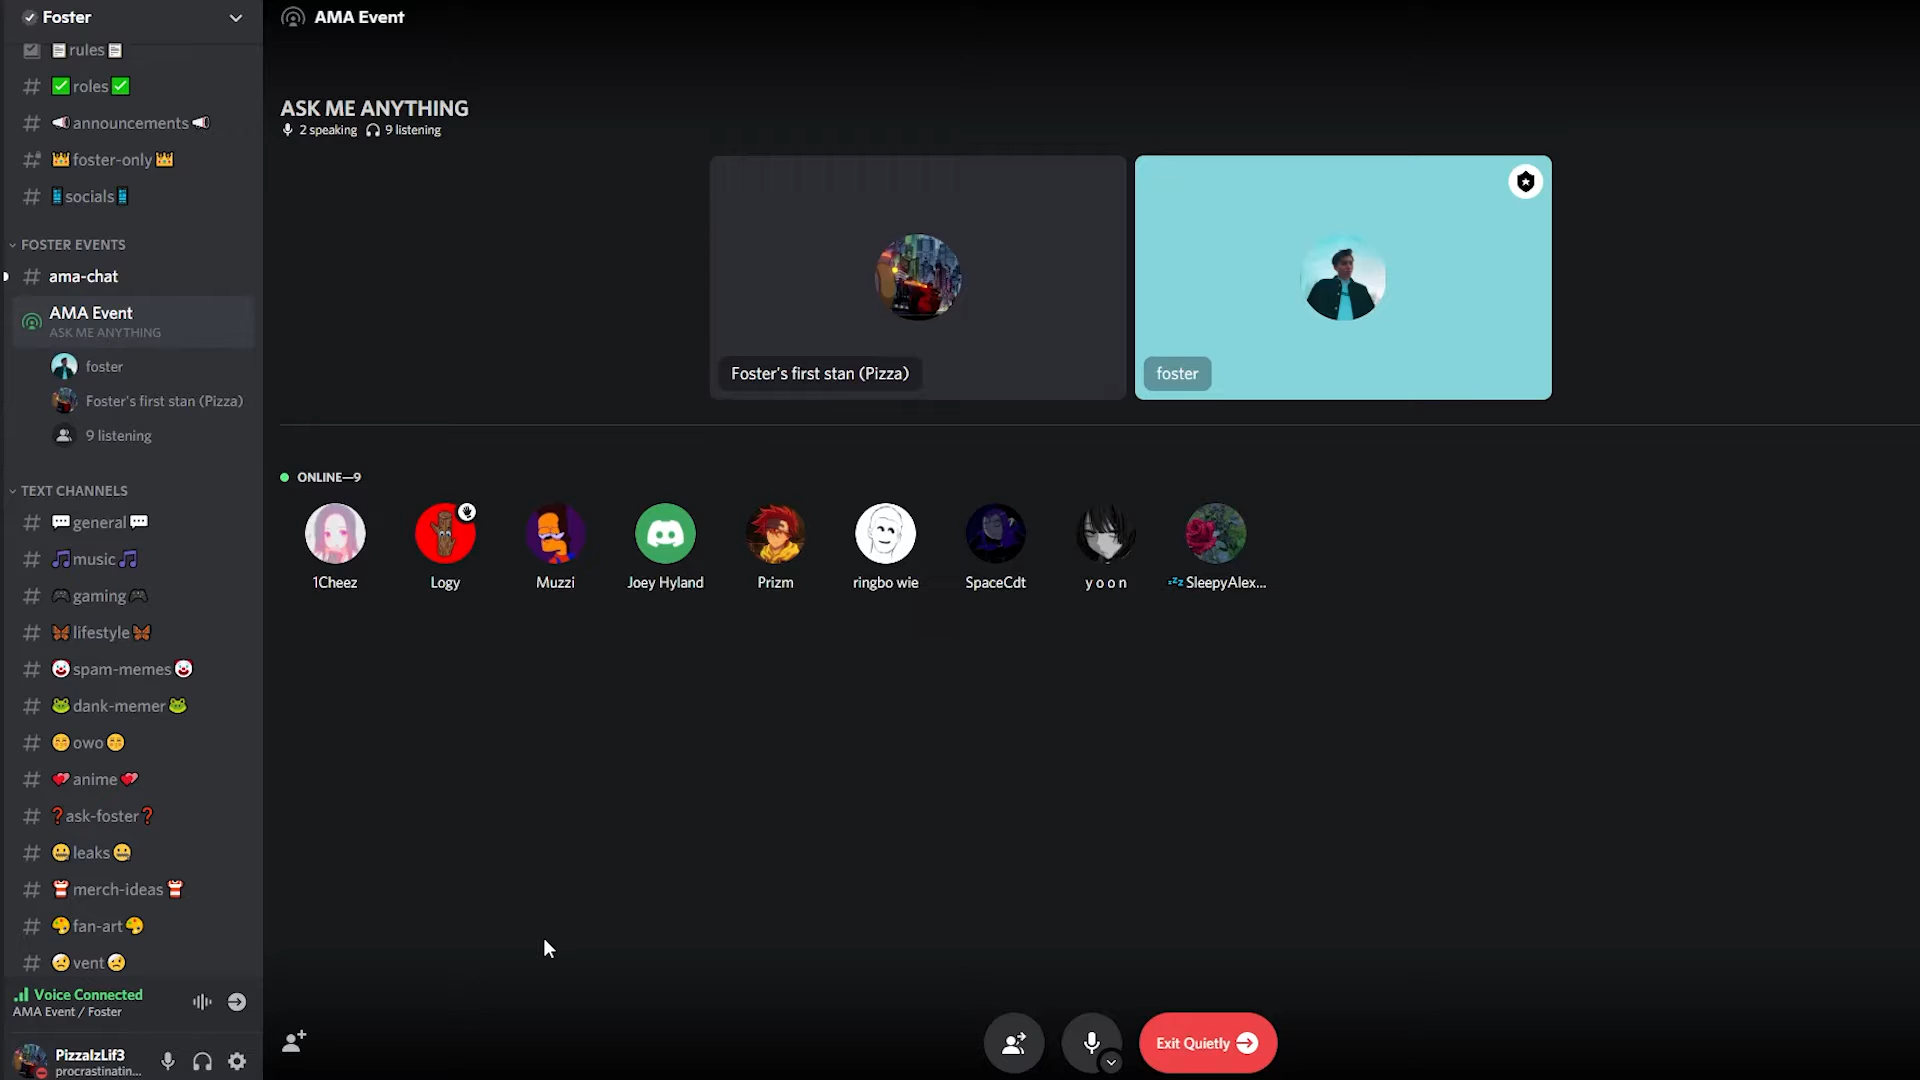 Foster
rules
roles
announcements
foster-only
socials
FOSTER EVENTS
ama-chat
AMA Event
ASK ME ANYTHING
foster
Foster's first stan (Pizza)
9 listening
TEXT CHANNELS
general
music
gaming
lifestyle
spam-memes
dank-memer
owo
anime
ask-foster
leaks
merch-ideas
fan-art
vent
Voice Connected
AMA Event / Foster
PizzaIzLif3
procrastinatin...
AMA Event
ASK ME ANYTHING
2 speaking 9 listening
Foster's first stan (Pizza)
foster
ONLINE—9
1Cheez
Logy
Muzzi
Joey Hyland
Prizm
ringbo wie
SpaceCdt
y o o n
SleepyAlex...
Exit Quietly